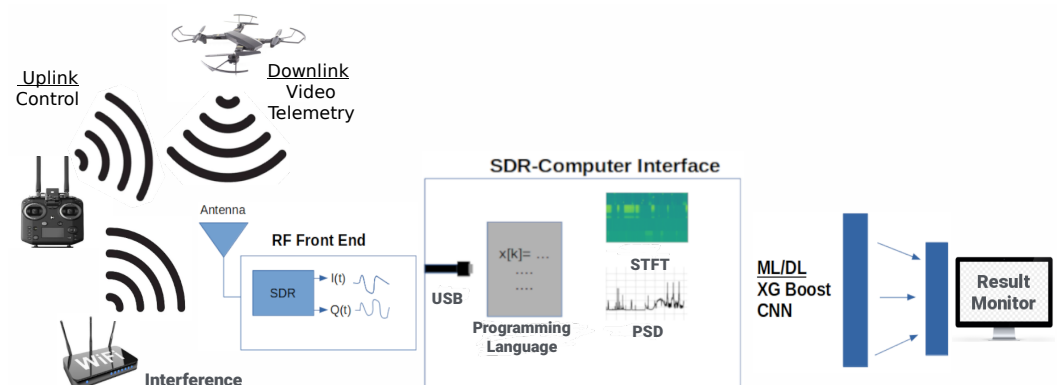 Uplink
Control
Downlink
Video
Telemetry
SDR-Computer Interface
Antenna
RF Front End
SDR
I(t)
Q(t)
USB
x[k]= ...
....
....
Programming
Language
STFT
PSD
ML/DL
XG Boost
CNN
Result
Monitor
WiFi
Interference